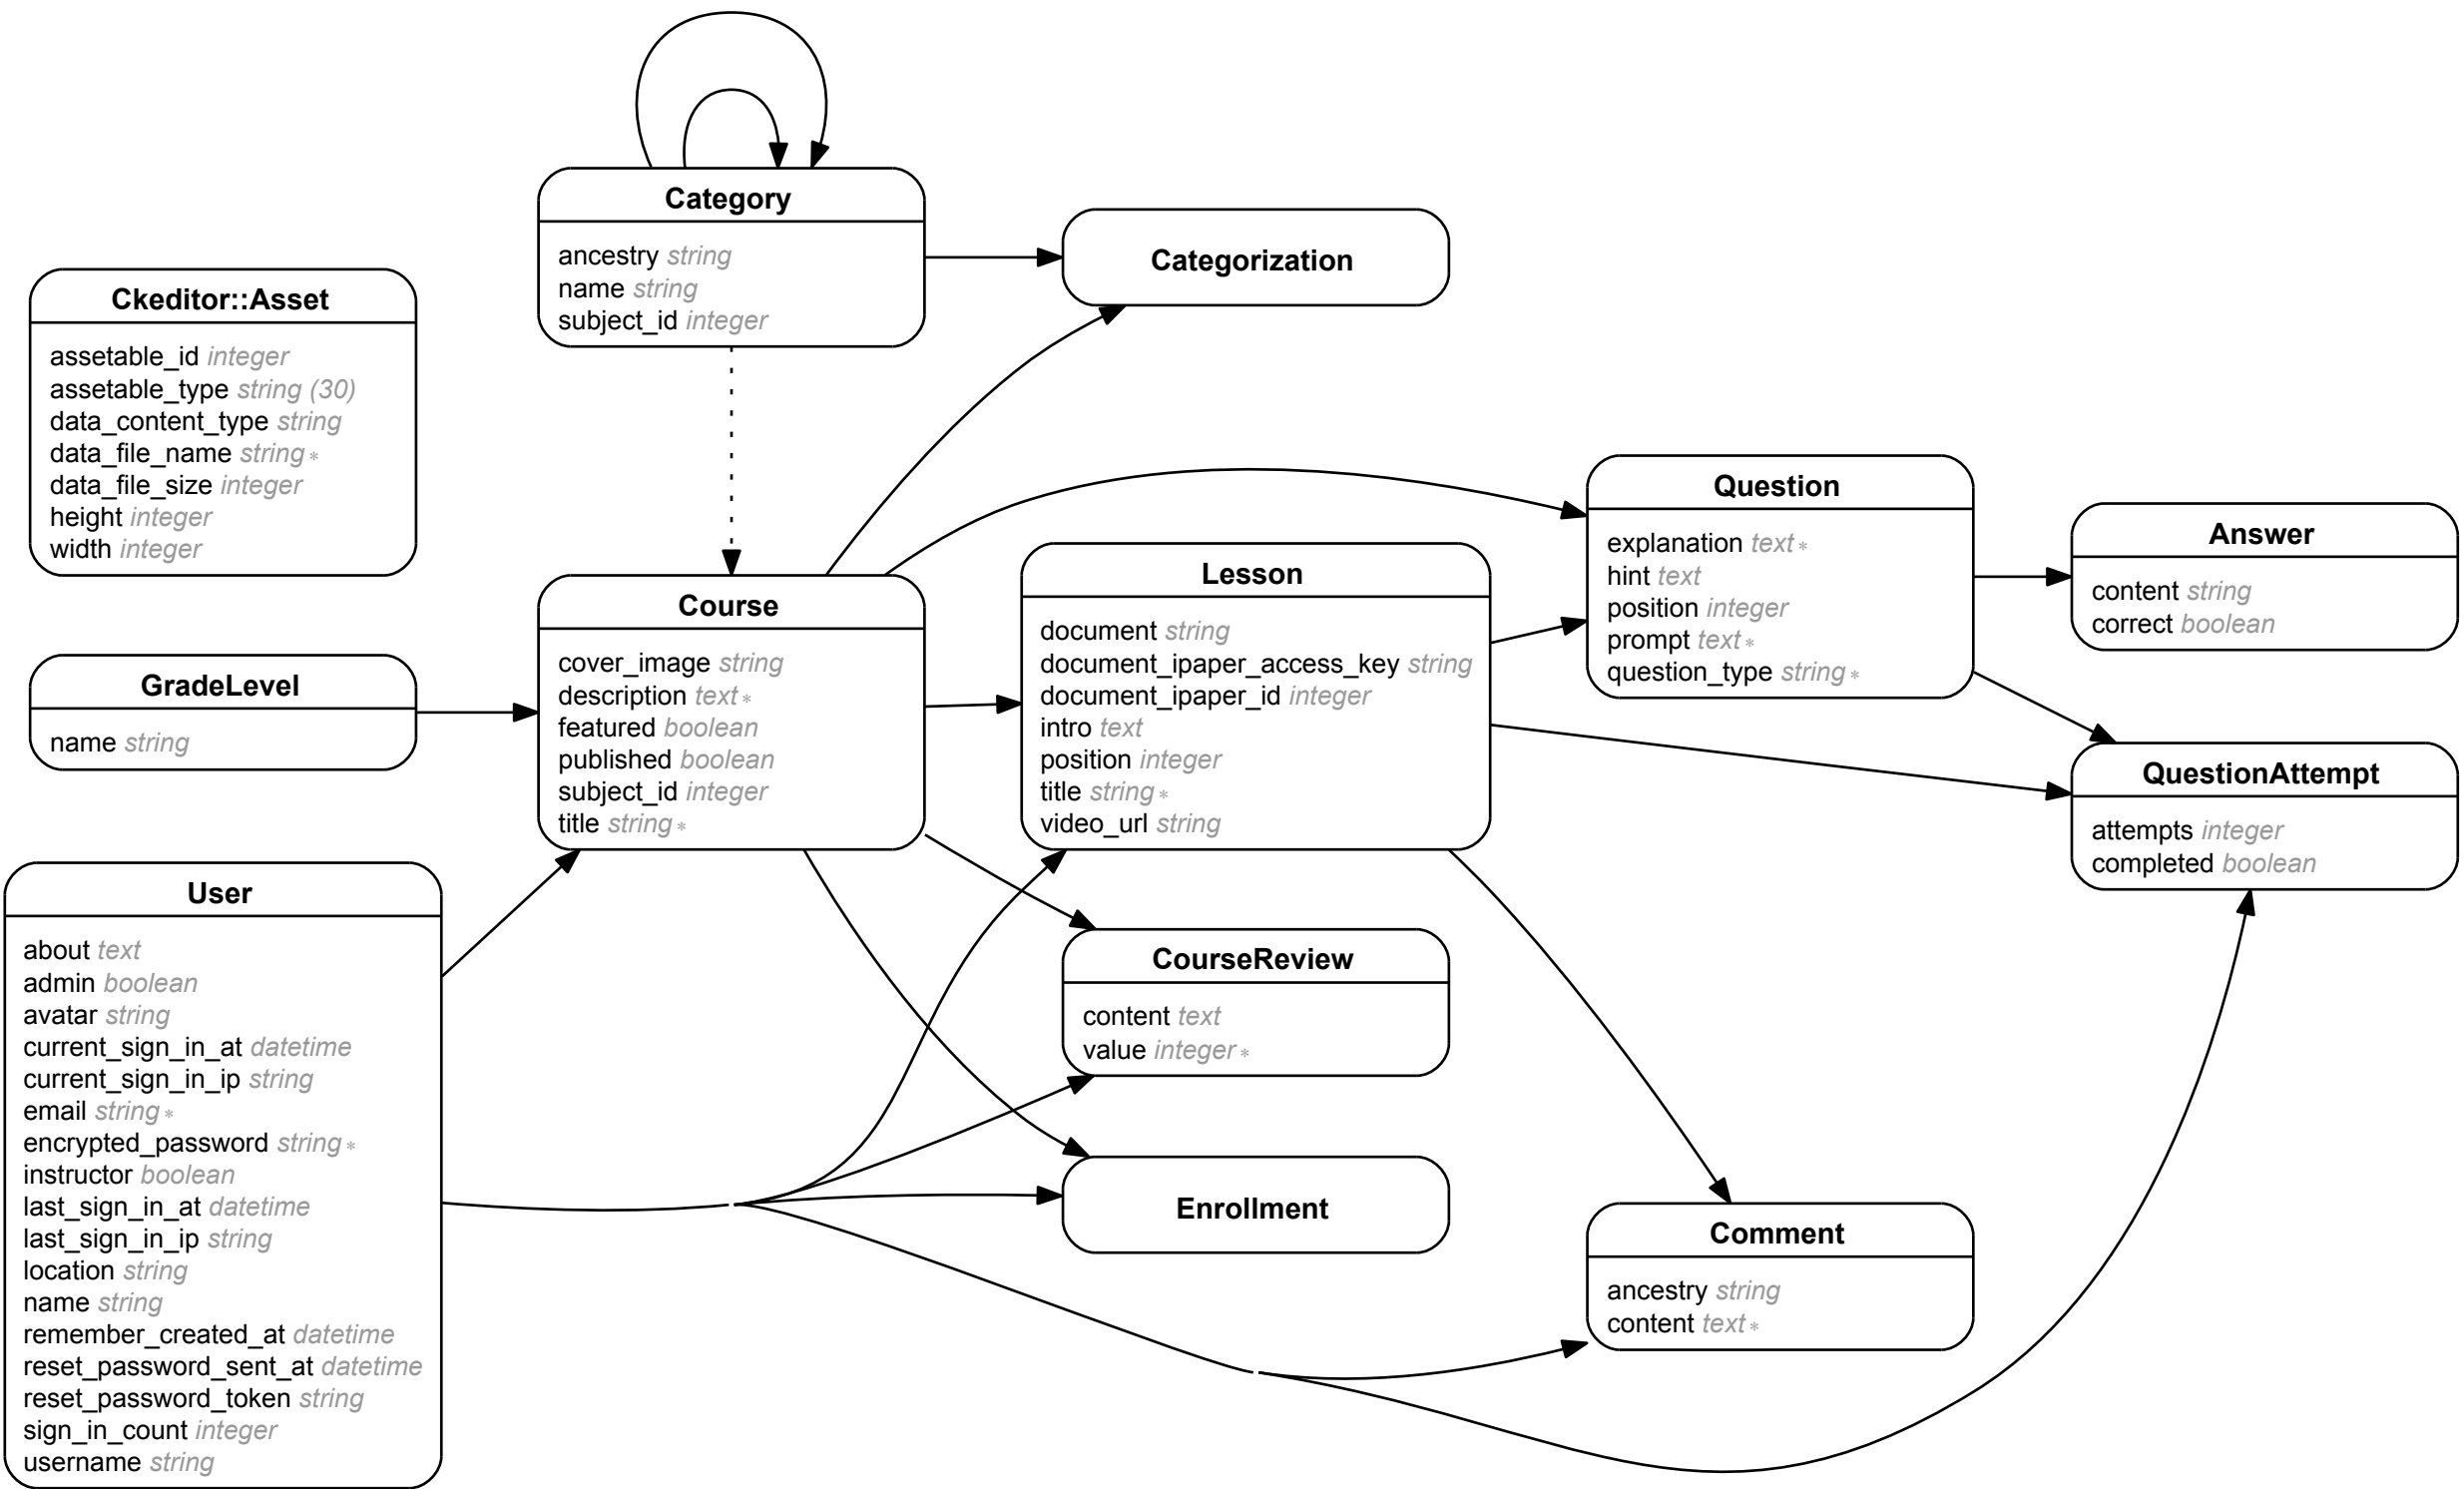 Category
ancestry string
name string
subject_id integer
Categorization
Ckeditor::Asset
assetable_id integer
assetable_type string (30)
data_content_type string
data_file_name string *
data_file_size integer
height integer
width integer
GradeLevel
name string
Course
cover_image string
description text *
featured boolean
published boolean
subject_id integer
title string *
Lesson
document string
document_ipaper_access_key string
document_ipaper_id integer
intro text
position integer
title string *
video_url string
Question
explanation text *
hint text
position integer
prompt text *
question_type string *
Answer
content string
correct boolean
QuestionAttempt
attempts integer
completed boolean
User
about text
admin boolean
avatar string
current_sign_in_at datetime
current_sign_in_ip string
email string *
encrypted_password string *
instructor boolean
last_sign_in_at datetime
last_sign_in_ip string
location string
name string
remember_created_at datetime
reset_password_sent_at datetime
reset_password_token string
sign_in_count integer
username string
CourseReview
content text
value integer *
Enrollment
Comment
ancestry string
content text *